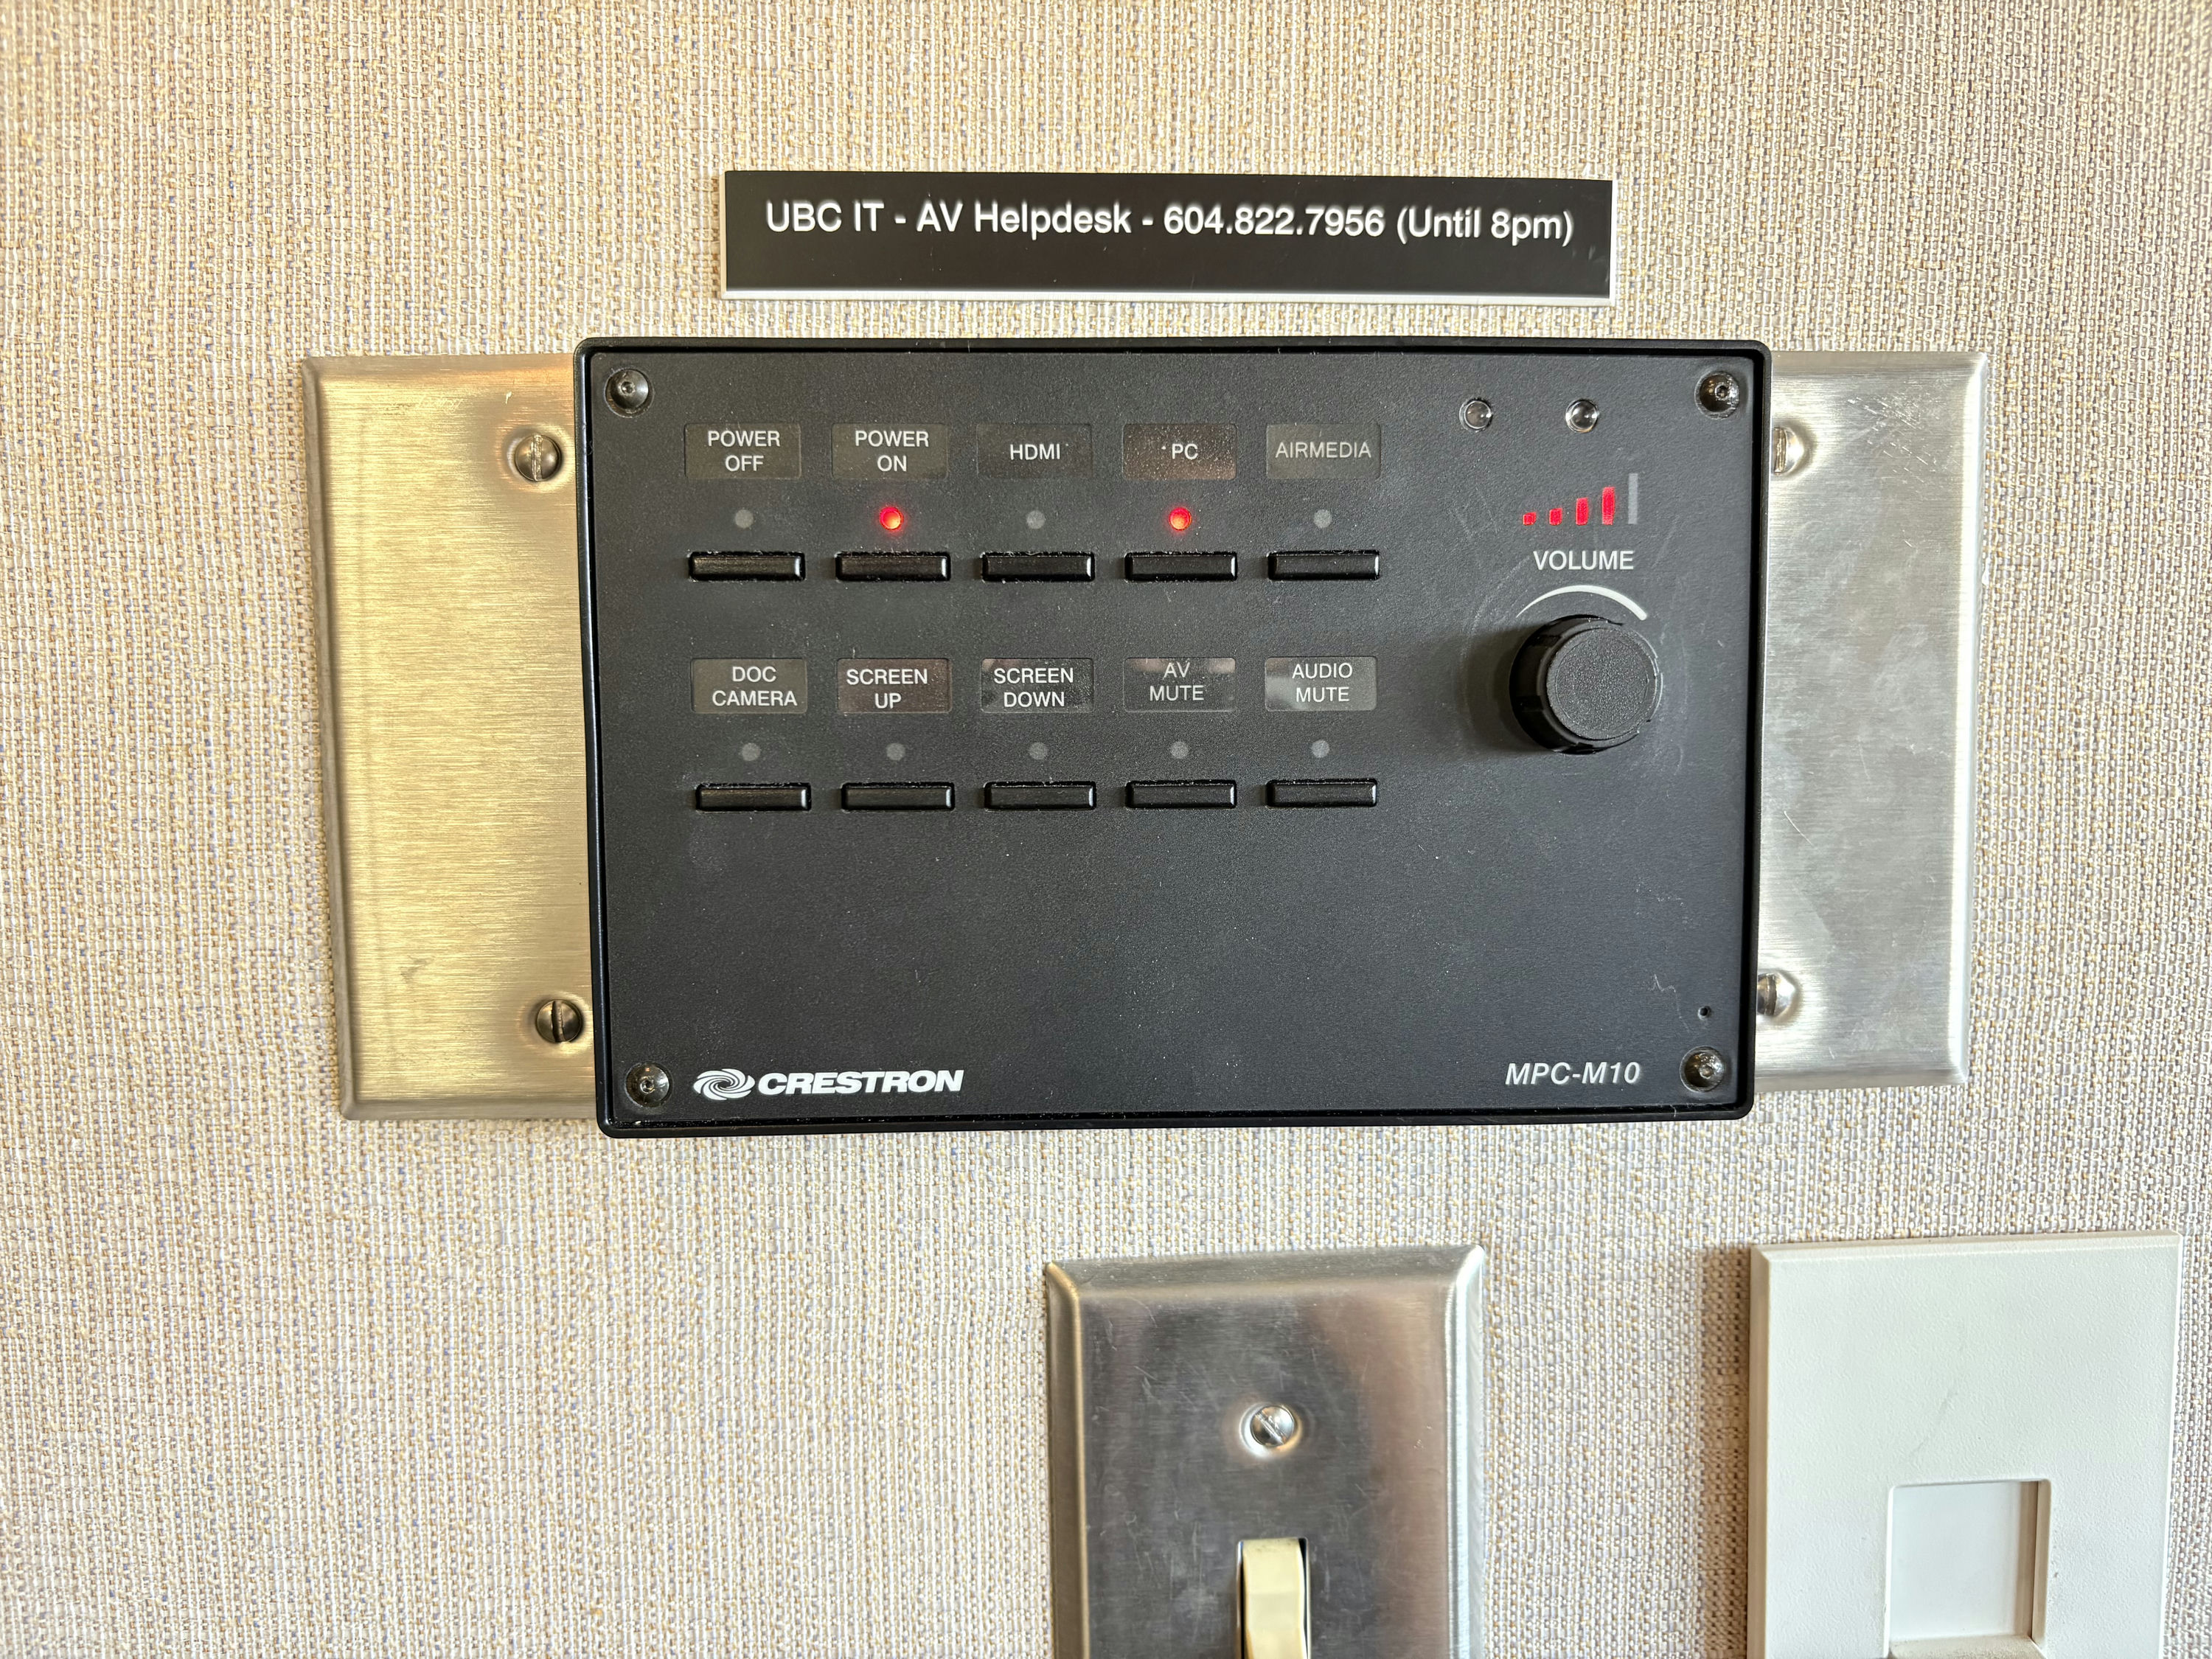 UBC IT - AV Helpdesk - 604.822.7956 (Until 8pm)
POWER OFF
POWER ON
HDMI
PC
AIRMEDIA
VOLUME
DOC CAMERA
SCREEN UP
SCREEN DOWN
AV MUTE
AUDIO MUTE
CRESTRON
MPC-M10